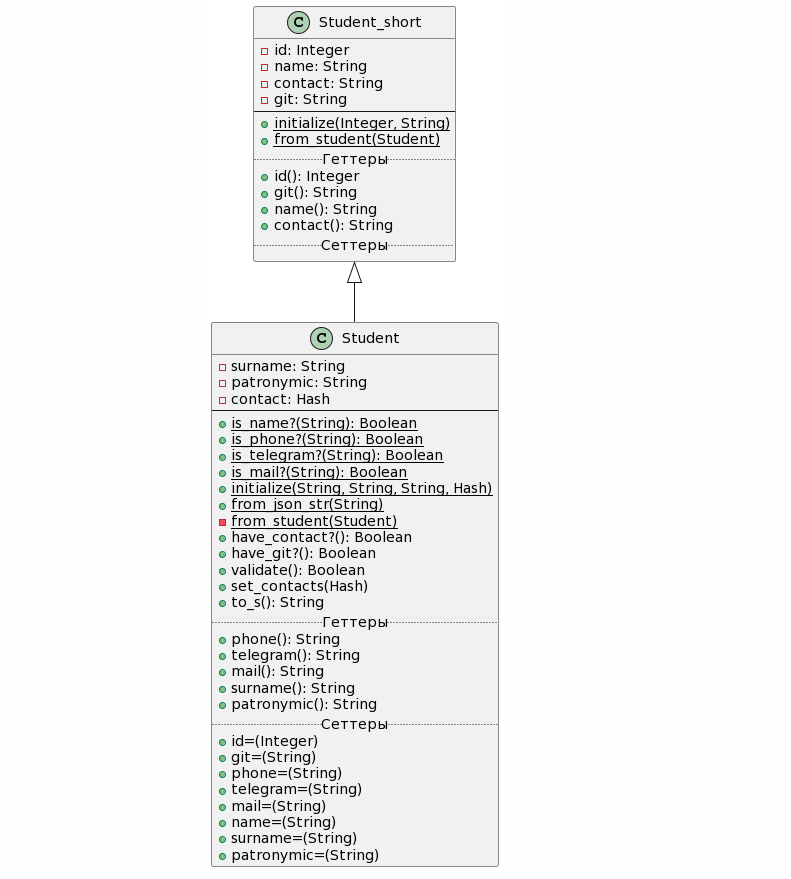 C Student_short
id: Integer
name: String
contact: String
git: String
initialize(Integer, String)
from_student(Student)
Геттеры
id(): Integer
git(): String
name(): String
contact(): String
Сеттеры
C Student
surname: String
patronymic: String
contact: Hash
is_name?(String): Boolean
is_phone?(String): Boolean
is_telegram?(String): Boolean
is_mail?(String): Boolean
initialize(String, String, String, Hash)
from_json_str(String)
from_student(Student)
have_contact?(): Boolean
have_git?(): Boolean
validate(): Boolean
set_contacts(Hash)
to_s(): String
Геттеры
phone(): String
telegram(): String
mail(): String
surname(): String
patronymic(): String
Сеттеры
id=(Integer)
git=(String)
phone=(String)
telegram=(String)
mail=(String)
name=(String)
surname=(String)
patronymic=(String)